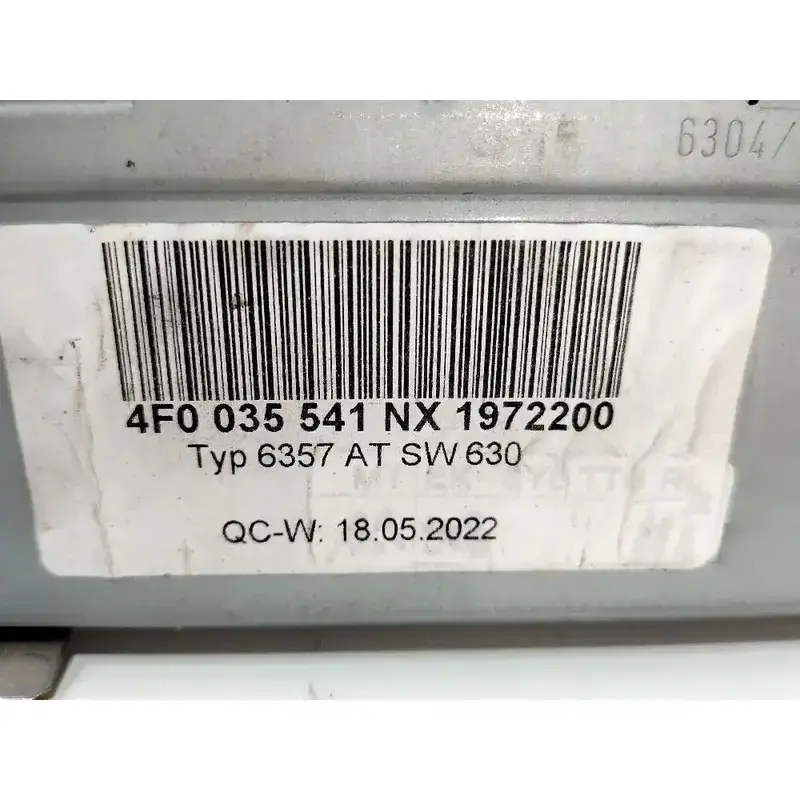 6304/
4F0 035 541 NX 1972200
Typ 6357 AT SW 630
QC-W: 18.05.2022